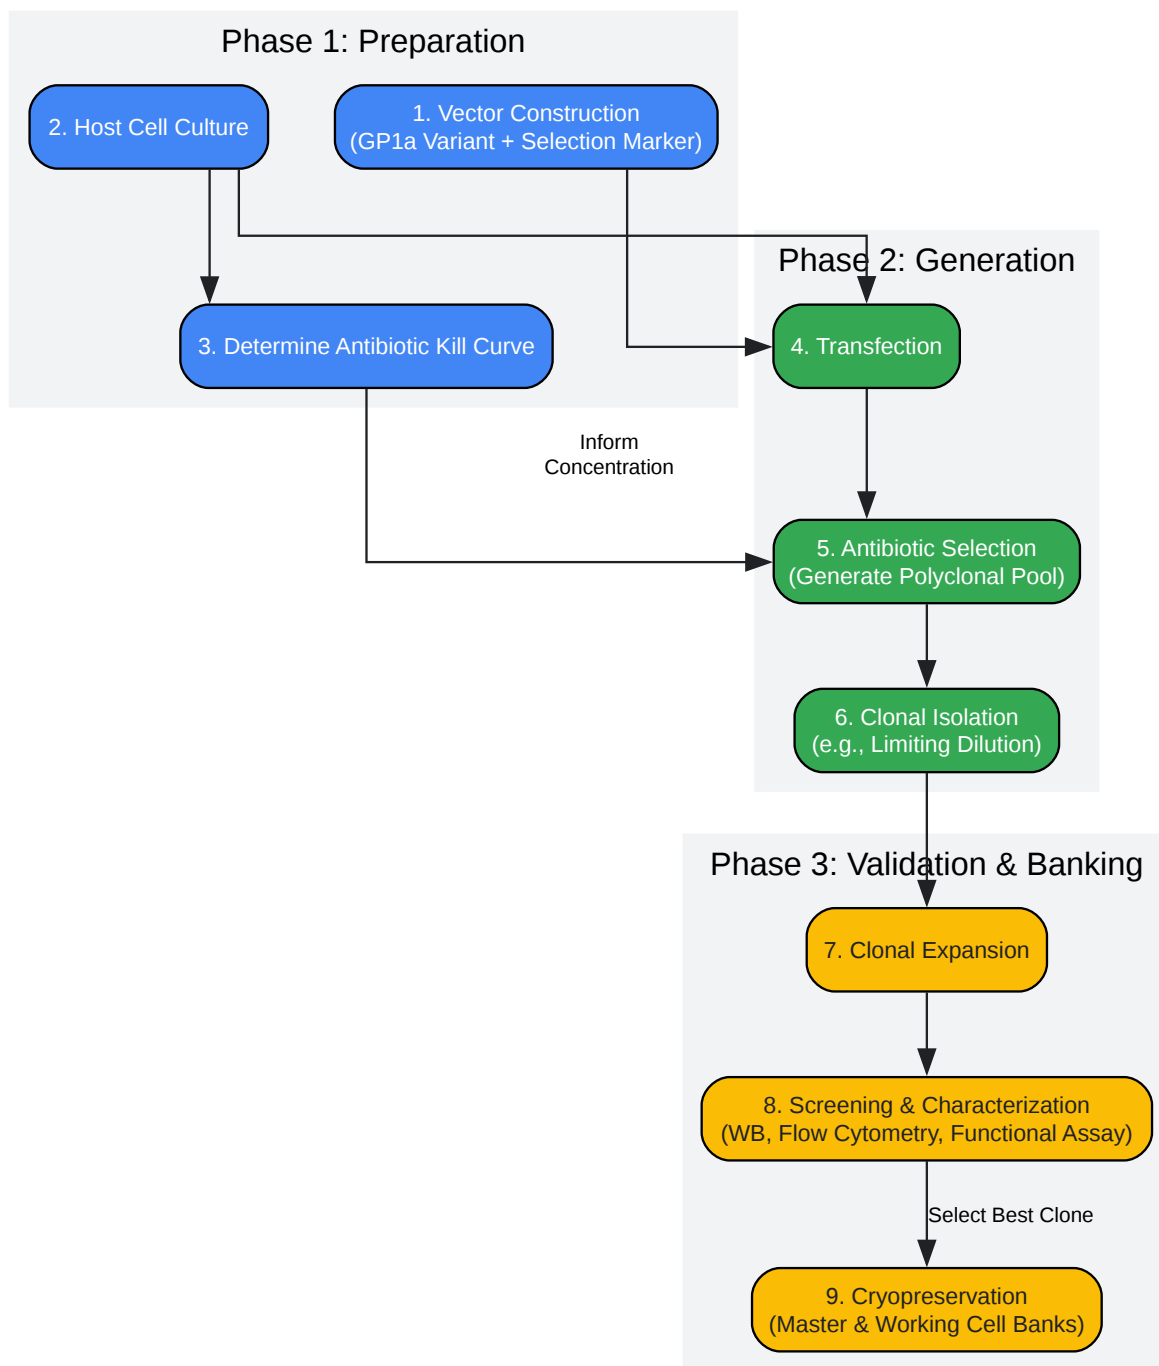 Phase 1: Preparation
2. Host Cell Culture
1. Vector Construction
(GP1a Variant + Selection Marker)
Phase 2: Generation
3. Determine Antibiotic Kill Curve
4. Transfection
Inform
Concentration
5. Antibiotic Selection
(Generate Polyclonal Pool)
6. Clonal Isolation
(e.g., Limiting Dilution)
Phase 3: Validation & Banking
7. Clonal Expansion
8. Screening & Characterization
(WB, Flow Cytometry, Functional Assay)
Select Best Clone
9. Cryopreservation
(Master & Working Cell Banks)